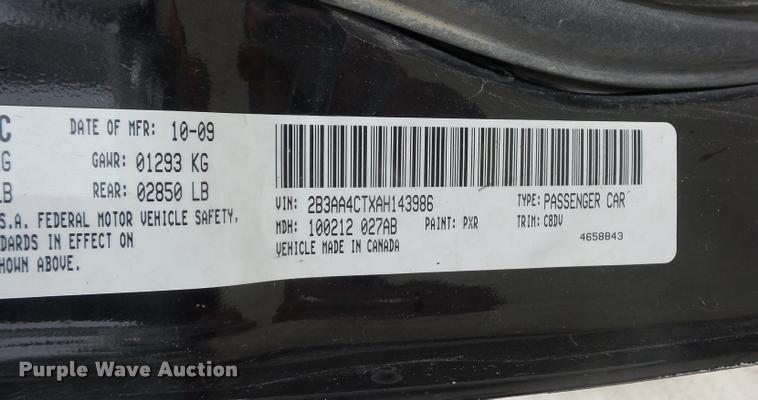 C DATE OF MFR: 10-09
G GAWR: 01293 KG
LB REAR: 02850 LB
S.A. FEDERAL MOTOR VEHICLE SAFETY,
DARDS IN EFFECT ON
HOWN ABOVE.
VIN: 2B3AA4CTXAH143986 TYPE: PASSENGER CAR
MDH: 100212 027AB PAINT: PXR TRIM: C8DV
VEHICLE MADE IN CANADA 4658843
Purple Wave Auction